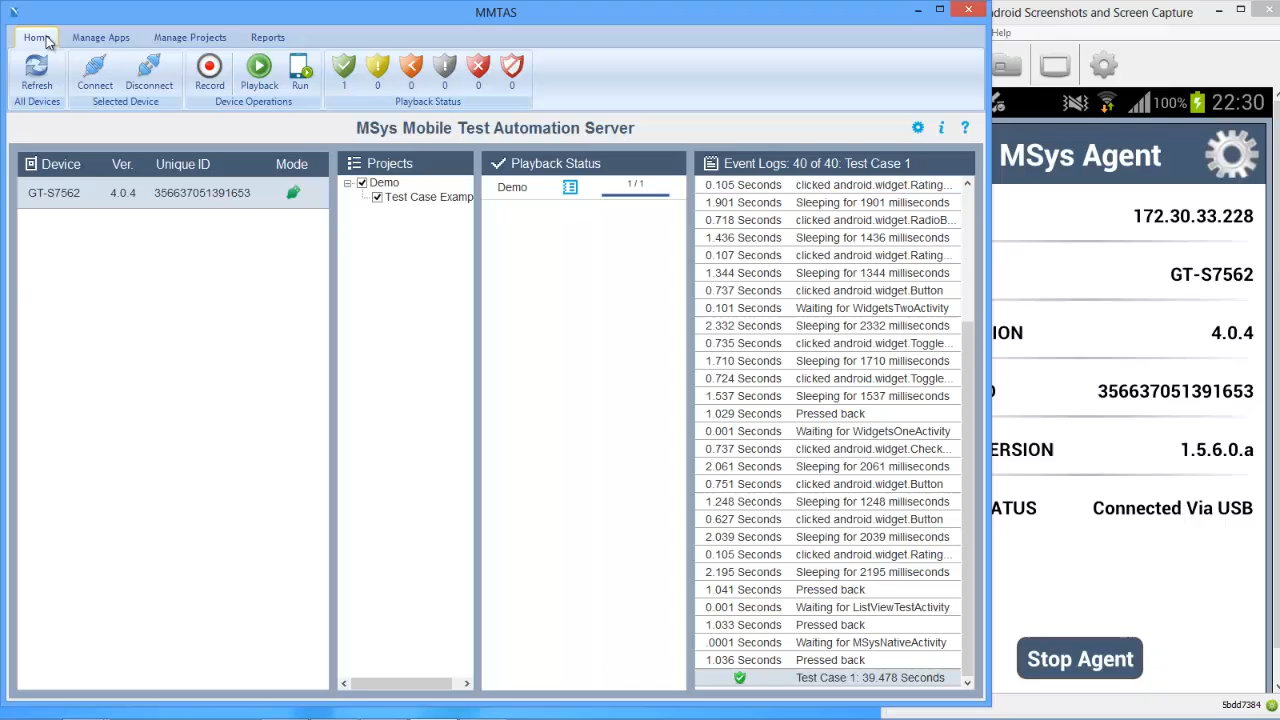 MMTAS
Android Screenshots and Screen Capture
Home Manage Apps Manage Projects Reports
Help
Refresh Connect Disconnect Record Playback Run 1 0 0 0 0 0
All Devices Selected Device Device Operations Playback Status
100% 22:30
MSys Mobile Test Automation Server
MSys Agent
Device Ver. Unique ID Mode
GT-S7562 4.0.4 356637051391653
Projects
Demo
Test Case Examp
Playback Status
Demo 1 / 1
Event Logs: 40 of 40: Test Case 1
0.105 Seconds clicked android.widget.Rating...
1.901 Seconds Sleeping for 1901 milliseconds
0.718 Seconds clicked android.widget.RadioB...
1.436 Seconds Sleeping for 1436 milliseconds
0.107 Seconds clicked android.widget.Rating...
1.344 Seconds Sleeping for 1344 milliseconds
0.737 Seconds clicked android.widget.Button
0.101 Seconds Waiting for WidgetsTwoActivity
2.332 Seconds Sleeping for 2332 milliseconds
0.735 Seconds clicked android.widget.Toggle...
1.710 Seconds Sleeping for 1710 milliseconds
0.724 Seconds clicked android.widget.Toggle...
1.537 Seconds Sleeping for 1537 milliseconds
1.029 Seconds Pressed back
0.001 Seconds Waiting for WidgetsOneActivity
0.737 Seconds clicked android.widget.Check...
2.061 Seconds Sleeping for 2061 milliseconds
0.751 Seconds clicked android.widget.Button
1.248 Seconds Sleeping for 1248 milliseconds
0.627 Seconds clicked android.widget.Button
2.039 Seconds Sleeping for 2039 milliseconds
0.105 Seconds clicked android.widget.Rating...
2.195 Seconds Sleeping for 2195 milliseconds
1.041 Seconds Pressed back
0.001 Seconds Waiting for ListViewTestActivity
1.033 Seconds Pressed back
.0001 Seconds Waiting for MSysNativeActivity
1.036 Seconds Pressed back
Test Case 1: 39.478 Seconds
172.30.33.228
GT-S7562
ION 4.0.4
356637051391653
ERSION 1.5.6.0.a
ATUS Connected Via USB
Stop Agent
5bdd7384